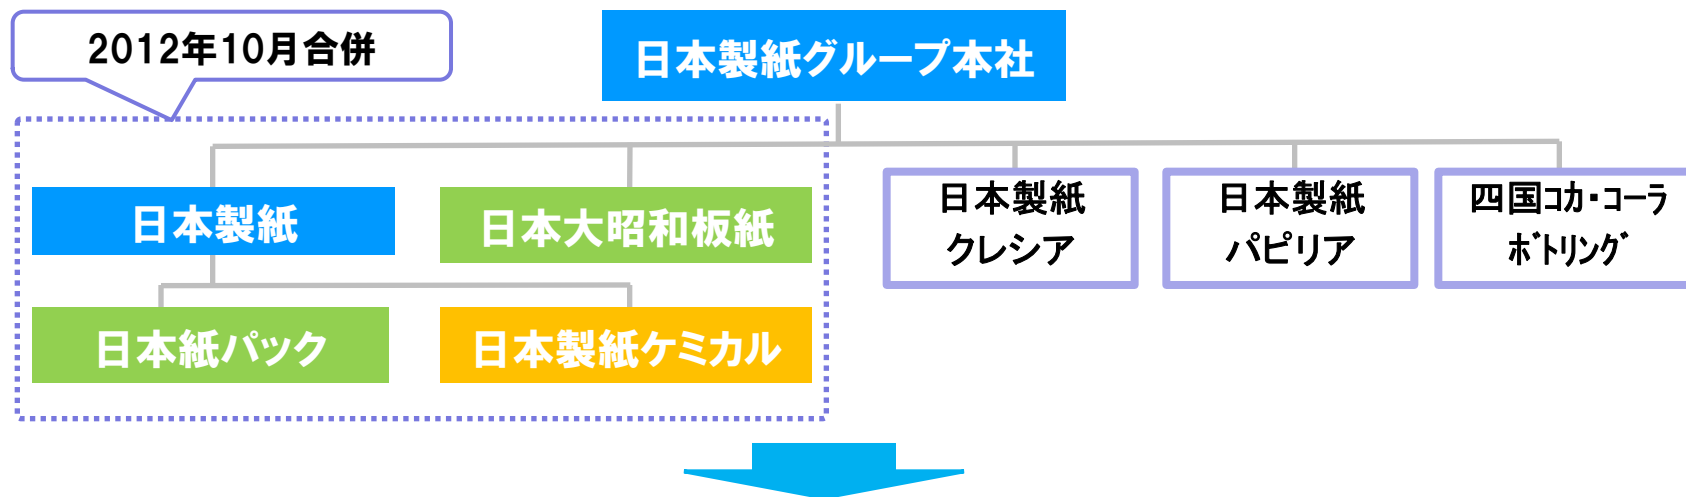 2012年10月合併
日本製紙グループ本社
日本製紙
日本大昭和板紙
日本製紙
クレシア
日本製紙
パピリア
四国ｺｶ・ｺｰﾗ
ﾎﾞﾄﾘﾝｸﾞ
日本紙パック
日本製紙ケミカル